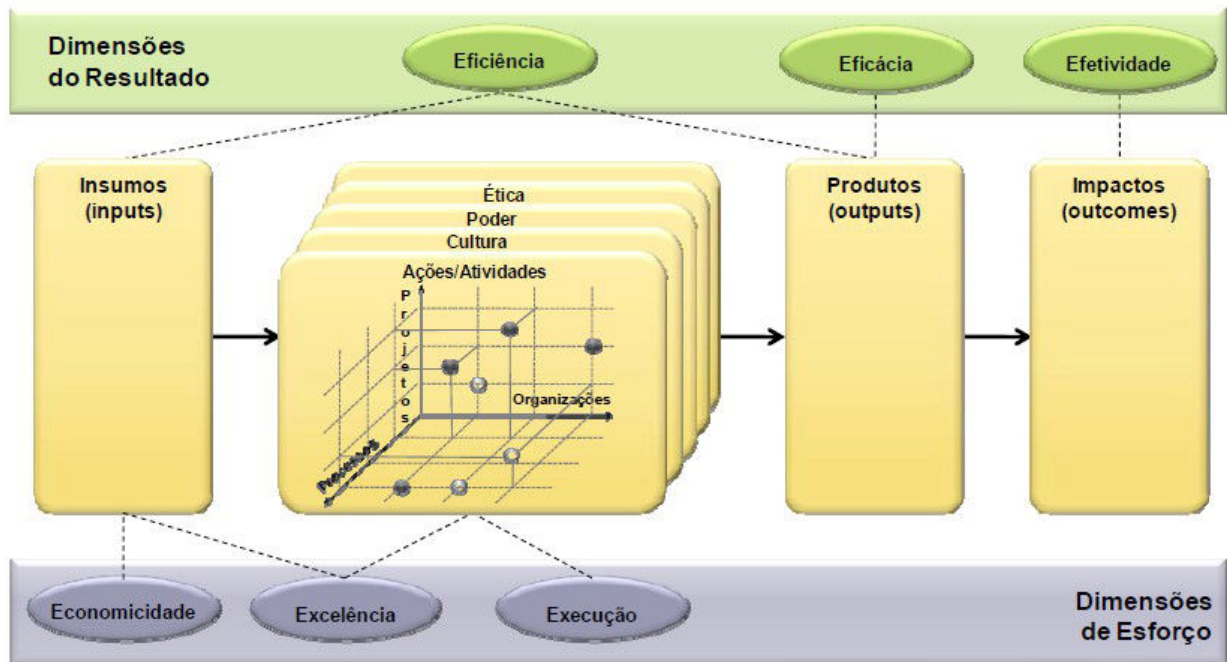 Dimensões
do Resultado
Eficiência
Eficácia
Efetividade
Insumos
(inputs)
Ética
Poder
Cultura
Ações/Atividades
Projetos
Organizações
Processos
Produtos
(outputs)
Impactos
(outcomes)
Economicidade
Excelência
Execução
Dimensões
de Esforço